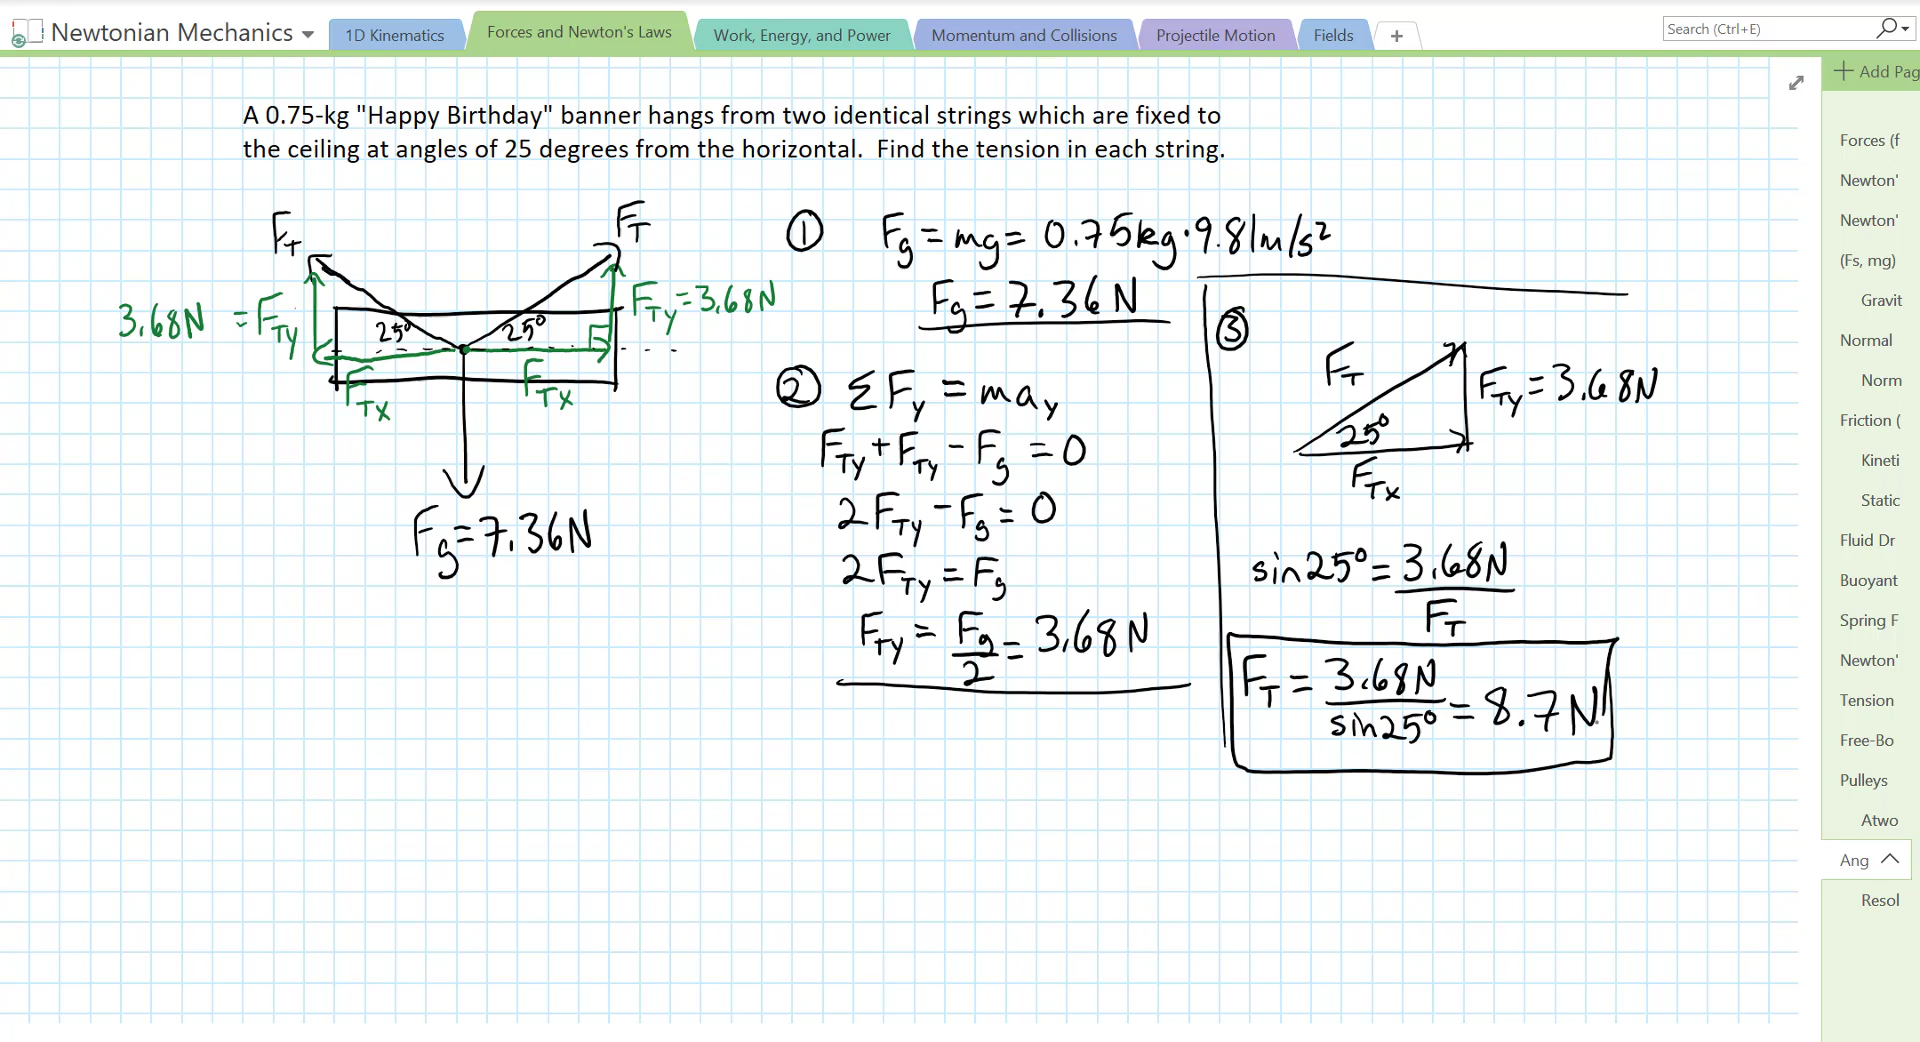 Newtonian Mechanics
1D Kinematics
Forces and Newton's Laws
Work, Energy, and Power
Momentum and Collisions
Projectile Motion
Fields
+
Search (Ctrl+E)
Add Pag
A 0.75-kg "Happy Birthday" banner hangs from two identical strings which are fixed to
the ceiling at angles of 25 degrees from the horizontal. Find the tension in each string.
F_T
F_T
3.68N = F_Ty
F_Ty = 3.68N
25°
25°
F_Tx
F_Tx
F_g = 7.36N
① F_g = mg = 0.75kg·9.81m/s²
F_g = 7.36 N
② ΣF_y = ma_y
F_Ty + F_Ty - F_g = 0
2F_Ty - F_g = 0
2F_Ty = F_g
F_Ty = F_g/2 = 3.68 N
③
F_T
F_Ty = 3.68N
25°
F_Tx
sin25° = 3.68N/F_T
F_T = 3.68N/sin25° = 8.7N
Forces (f
Newton'
Newton'
(Fs, mg)
Gravit
Normal
Norm
Friction (
Kineti
Static
Fluid Dr
Buoyant
Spring F
Newton'
Tension
Free-Bo
Pulleys
Atwo
Ang
Resol